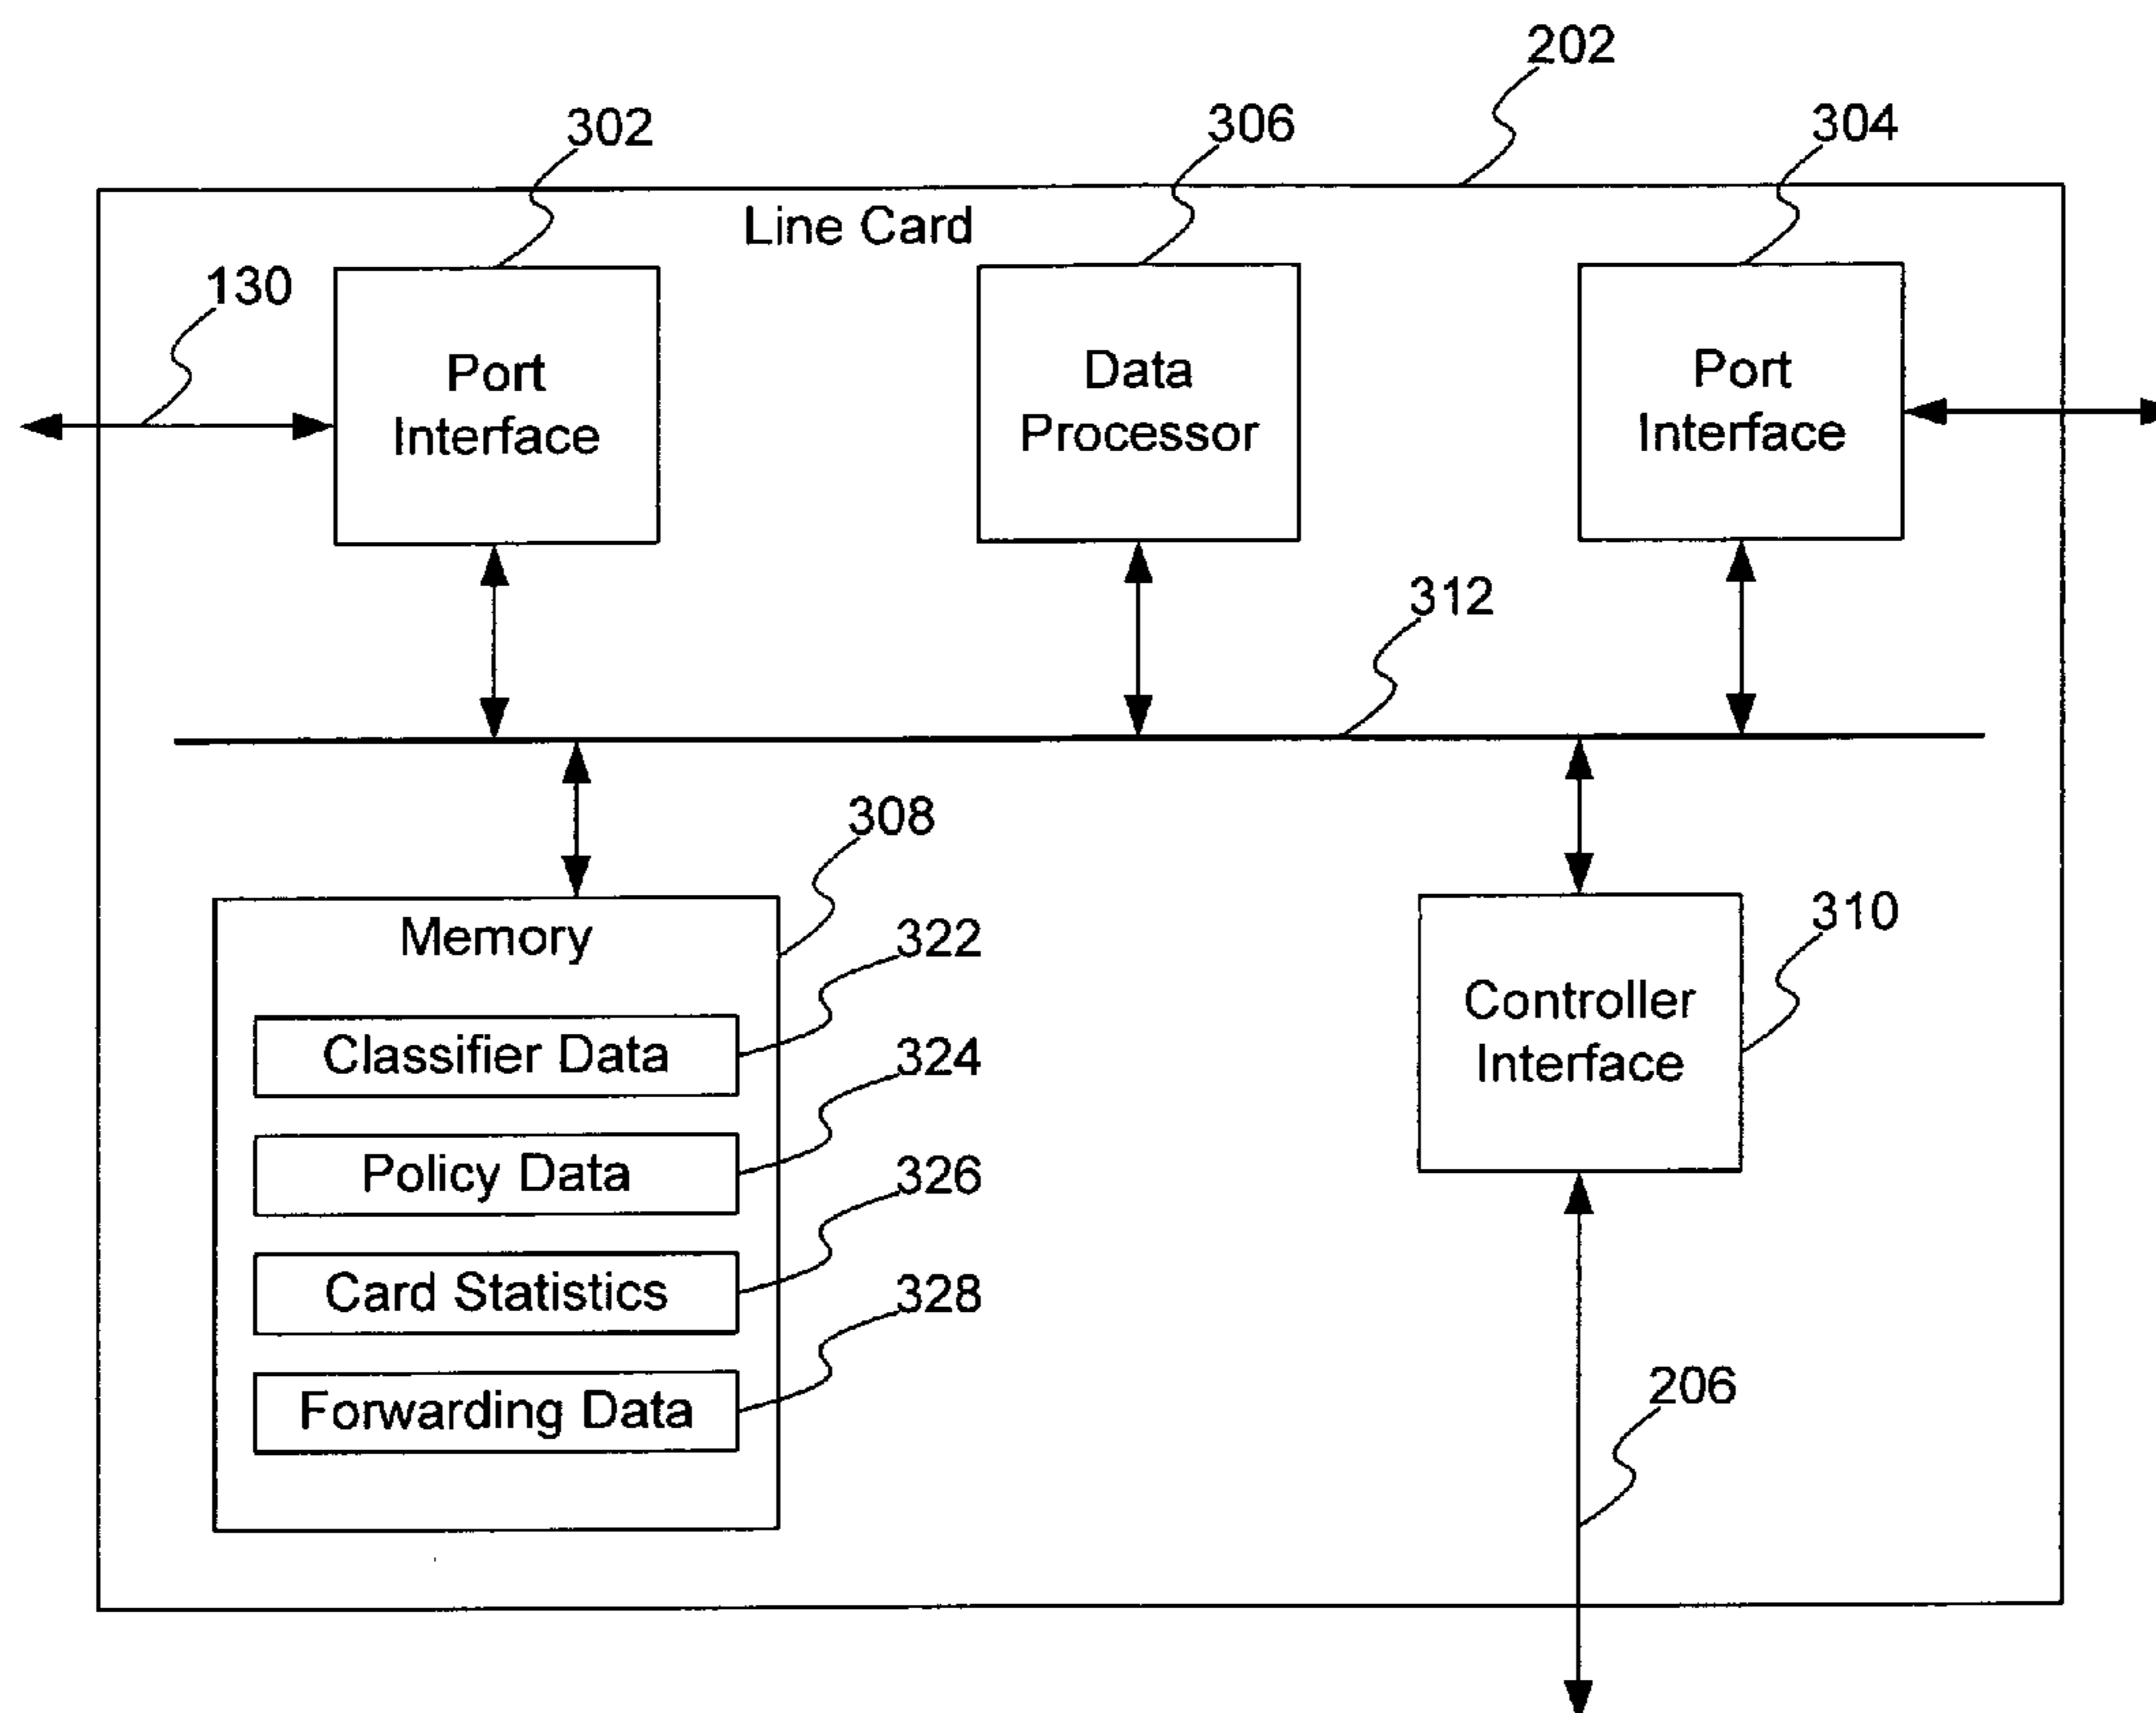 202
302
306
304
Line Card
130
Port
Interface
Data
Processor
Port
Interface
312
308
Memory
322
310
Classifier Data
Controller
Interface
324
Policy Data
326
Card Statistics
328
Forwarding Data
206